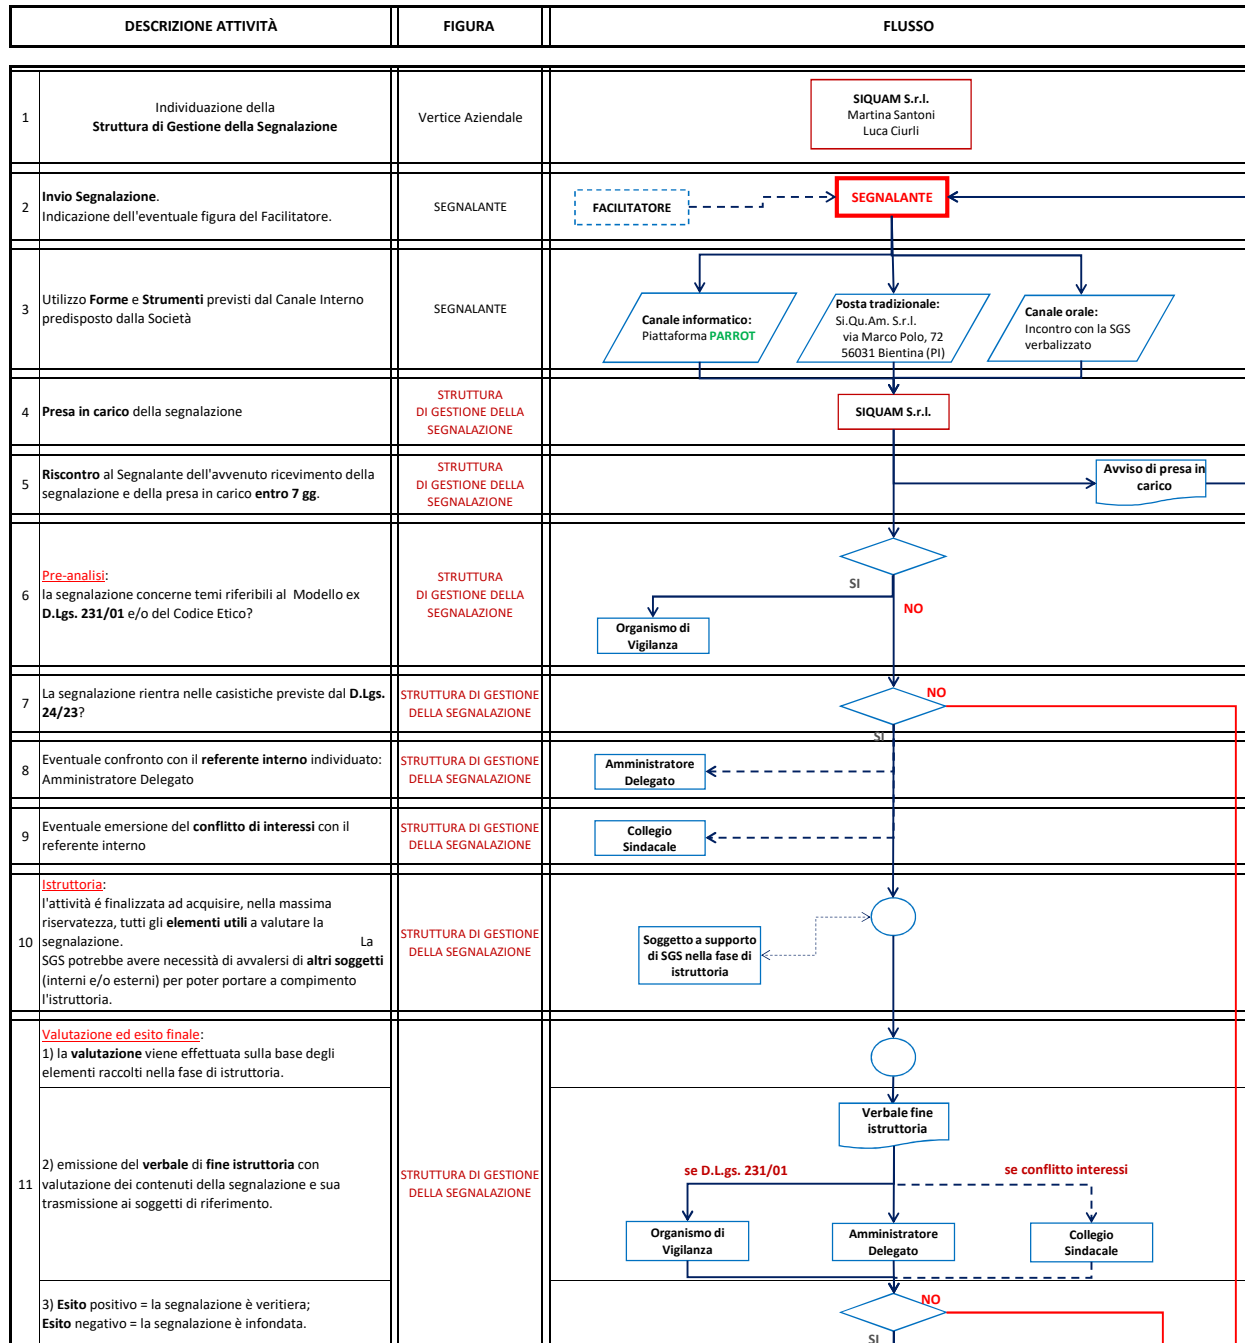 DESCRIZIONE ATTIVITÀ
FIGURA
FLUSSO
1
Individuazione della
Struttura di Gestione della Segnalazione
Vertice Aziendale
SIQUAM S.r.l.
Martina Santoni
Luca Ciurli
2
Invio Segnalazione.
Indicazione dell'eventuale figura del Facilitatore.
SEGNALANTE
FACILITATORE
SEGNALANTE
3
Utilizzo Forme e Strumenti previsti dal Canale Interno
predisposto dalla Società
SEGNALANTE
Canale informatico:
Piattaforma PARROT
Posta tradizionale:
Si.Qu.Am. S.r.l.
via Marco Polo, 72
56031 Bientina (PI)
Canale orale:
Incontro con la SGS
verbalizzato
4
Presa in carico della segnalazione
STRUTTURA
DI GESTIONE DELLA
SEGNALAZIONE
SIQUAM S.r.l.
5
Riscontro al Segnalante dell'avvenuto ricevimento della
segnalazione e della presa in carico entro 7 gg.
STRUTTURA
DI GESTIONE DELLA
SEGNALAZIONE
Avviso di presa in
carico
6
Pre-analisi:
la segnalazione concerne temi riferibili al Modello ex
D.Lgs. 231/01 e/o del Codice Etico?
STRUTTURA
DI GESTIONE DELLA
SEGNALAZIONE
SI
NO
Organismo di
Vigilanza
7
La segnalazione rientra nelle casistiche previste dal D.Lgs.
24/23?
STRUTTURA DI GESTIONE
DELLA SEGNALAZIONE
NO
SI
8
Eventuale confronto con il referente interno individuato:
Amministratore Delegato
STRUTTURA DI GESTIONE
DELLA SEGNALAZIONE
Amministratore
Delegato
9
Eventuale emersione del conflitto di interessi con il
referente interno
STRUTTURA DI GESTIONE
DELLA SEGNALAZIONE
Collegio
Sindacale
10
Istruttoria:
l'attività é finalizzata ad acquisire, nella massima
riservatezza, tutti gli elementi utili a valutare la
segnalazione. La
SGS potrebbe avere necessità di avvalersi di altri soggetti
(interni e/o esterni) per poter portare a compimento
l'istruttoria.
STRUTTURA DI GESTIONE
DELLA SEGNALAZIONE
Soggetto a supporto
di SGS nella fase di
istruttoria
11
Valutazione ed esito finale:
1) la valutazione viene effettuata sulla base degli
elementi raccolti nella fase di istruttoria.
2) emissione del verbale di fine istruttoria con
valutazione dei contenuti della segnalazione e sua
trasmissione ai soggetti di riferimento.
3) Esito positivo = la segnalazione è veritiera;
Esito negativo = la segnalazione è infondata.
STRUTTURA DI GESTIONE
DELLA SEGNALAZIONE
Verbale fine
istruttoria
se D.L.gs. 231/01
se conflitto interessi
Organismo di
Vigilanza
Amministratore
Delegato
Collegio
Sindacale
NO
SI